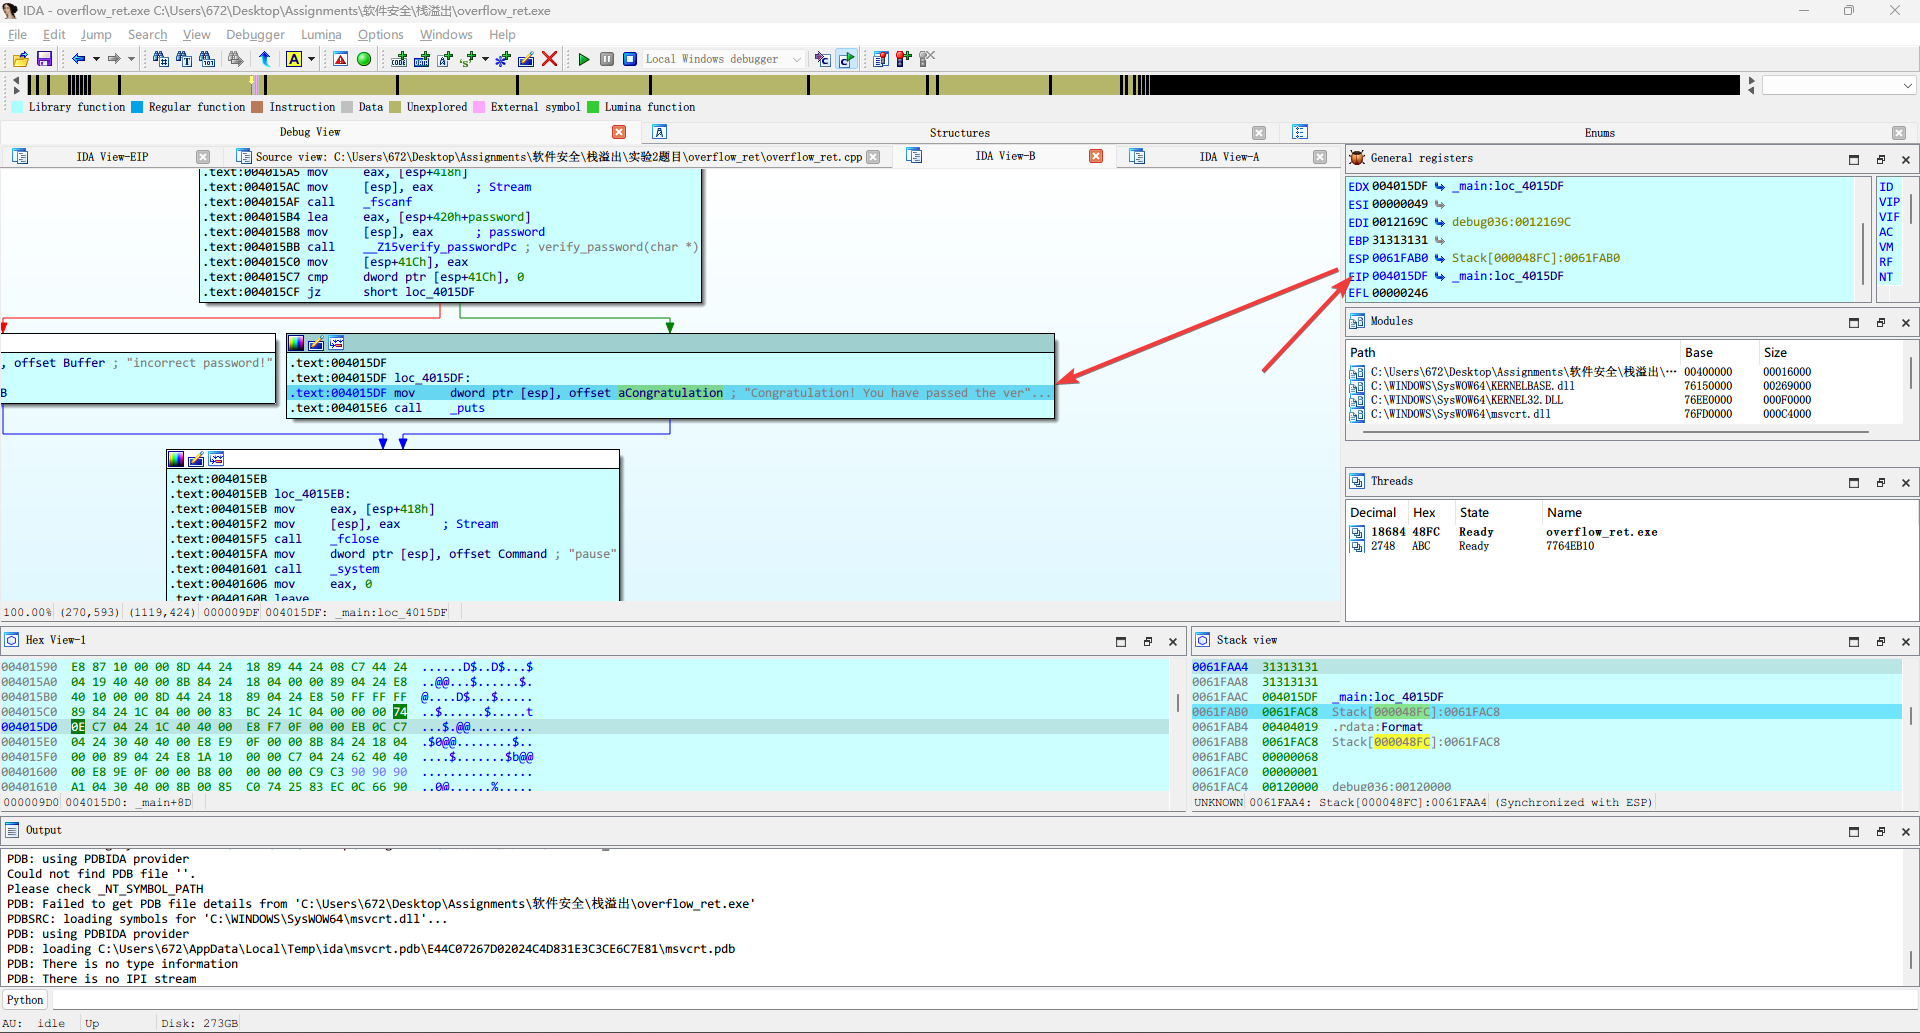 IDA - overflow_ret.exe C:\Users\672\Desktop\Assignments\软件安全\栈溢出\overflow_ret.exe
File Edit Jump Search View Debugger Lumina Options Windows Help
Local Windows debugger
Library function Regular function Instruction Data Unexplored External symbol Lumina function
Debug View Structures Enums
IDA View-EIP Source view: C:\Users\672\Desktop\Assignments\软件安全\栈溢出\实验2题目\overflow_ret\overflow_ret.cpp IDA View-B IDA View-A
.text:004015A5 mov eax, [esp+418h]
.text:004015AC mov [esp], eax ; Stream
.text:004015AF call _fscanf
.text:004015B4 lea eax, [esp+420h+password]
.text:004015B8 mov [esp], eax ; password
.text:004015BB call __Z15verify_passwordPc ; verify_password(char *)
.text:004015C0 mov [esp+41Ch], eax
.text:004015C7 cmp dword ptr [esp+41Ch], 0
.text:004015CF jz short loc_4015DF
, offset Buffer ; "incorrect password!"
B
.text:004015DF
.text:004015DF loc_4015DF:
.text:004015DF mov dword ptr [esp], offset aCongratulation ; "Congratulation! You have passed the ver"...
.text:004015E6 call _puts
.text:004015EB
.text:004015EB loc_4015EB:
.text:004015EB mov eax, [esp+418h]
.text:004015F2 mov [esp], eax ; Stream
.text:004015F5 call _fclose
.text:004015FA mov dword ptr [esp], offset Command ; "pause"
.text:00401601 call _system
.text:00401606 mov eax, 0
.text:0040160B leave
100.00% (270,593) (1119,424) 000009DF 004015DF: _main:loc_4015DF
General registers
EDX 004015DF _main:loc_4015DF
ESI 00000049
EDI 0012169C debug036:0012169C
EBP 31313131
ESP 0061FAB0 Stack[000048FC]:0061FAB0
EIP 004015DF _main:loc_4015DF
EFL 00000246
ID
VIP
VIF
AC
VM
RF
NT
Modules
Path Base Size
C:\Users\672\Desktop\Assignments\软件安全\栈溢出\··· 00400000 00016000
C:\WINDOWS\SysWOW64\KERNELBASE.dll 76150000 00269000
C:\WINDOWS\SysWOW64\KERNEL32.DLL 76EE0000 000F0000
C:\WINDOWS\SysWOW64\msvcrt.dll 76FD0000 000C4000
Threads
Decimal Hex State Name
18684 48FC Ready overflow_ret.exe
2748 ABC Ready 7764EB10
Hex View-1
00401590 E8 87 10 00 00 8D 44 24 18 89 44 24 08 C7 44 24 ......D$..D$...$
004015A0 04 19 40 40 00 8B 84 24 18 04 00 00 89 04 24 E8 ..@@...$......$.
004015B0 40 10 00 00 8D 44 24 18 89 04 24 E8 50 FF FF FF @....D$...$.....
004015C0 89 84 24 1C 04 00 00 83 BC 24 1C 04 00 00 00 74 ..$......$.....t
004015D0 0E C7 04 24 1C 40 40 00 E8 F7 0F 00 00 EB 0C C7 ...$.@@.........
004015E0 04 24 30 40 40 00 E8 E9 0F 00 00 8B 84 24 18 04 .$0@@........$..
004015F0 00 00 89 04 24 E8 1A 10 00 00 C7 04 24 62 40 40 ....$.......$b@@
00401600 00 E8 9E 0F 00 00 B8 00 00 00 00 C9 C3 90 90 90 ................
00401610 A1 04 30 40 00 8B 00 85 C0 74 25 83 EC 0C 66 90 ..0@.....t%...f.
000009D0 004015D0: _main+8D
Stack view
0061FAA4 31313131
0061FAA8 31313131
0061FAAC 004015DF _main:loc_4015DF
0061FAB0 0061FAC8 Stack[000048FC]:0061FAC8
0061FAB4 00404019 .rdata:Format
0061FAB8 0061FAC8 Stack[000048FC]:0061FAC8
0061FABC 00000068
0061FAC0 00000001
0061FAC4 00120000 debug036:00120000
UNKNOWN 0061FAA4: Stack[000048FC]:0061FAA4 (Synchronized with ESP)
Output
PDB: using PDBIDA provider
Could not find PDB file ''.
Please check _NT_SYMBOL_PATH
PDB: Failed to get PDB file details from 'C:\Users\672\Desktop\Assignments\软件安全\栈溢出\overflow_ret.exe'
PDBSRC: loading symbols for 'C:\WINDOWS\SysWOW64\msvcrt.dll'...
PDB: using PDBIDA provider
PDB: loading C:\Users\672\AppData\Local\Temp\ida\msvcrt.pdb\E44C07267D02024C4D831E3C3CE6C7E81\msvcrt.pdb
PDB: There is no type information
PDB: There is no IPI stream
Python
AU: idle Up Disk: 273GB